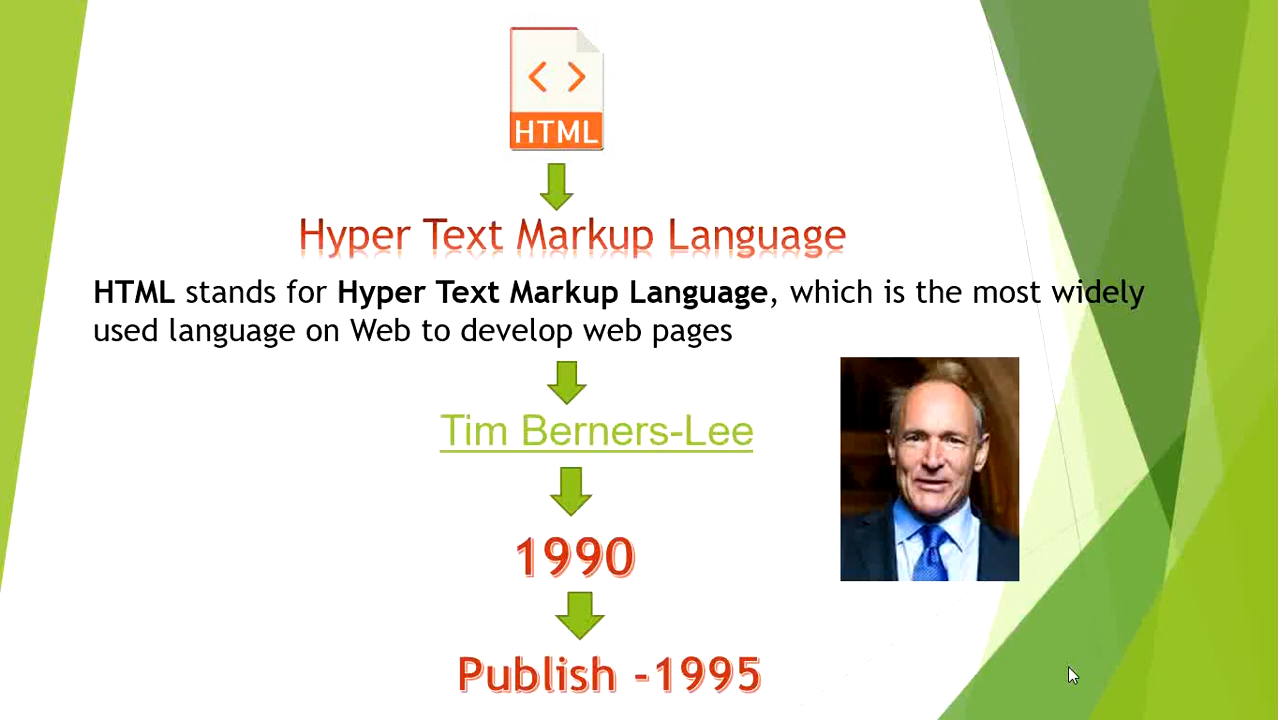 HTML
Hyper Text Markup Language
HTML stands for Hyper Text Markup Language, which is the most widely
used language on Web to develop web pages
Tim Berners-Lee
1990
Publish -1995